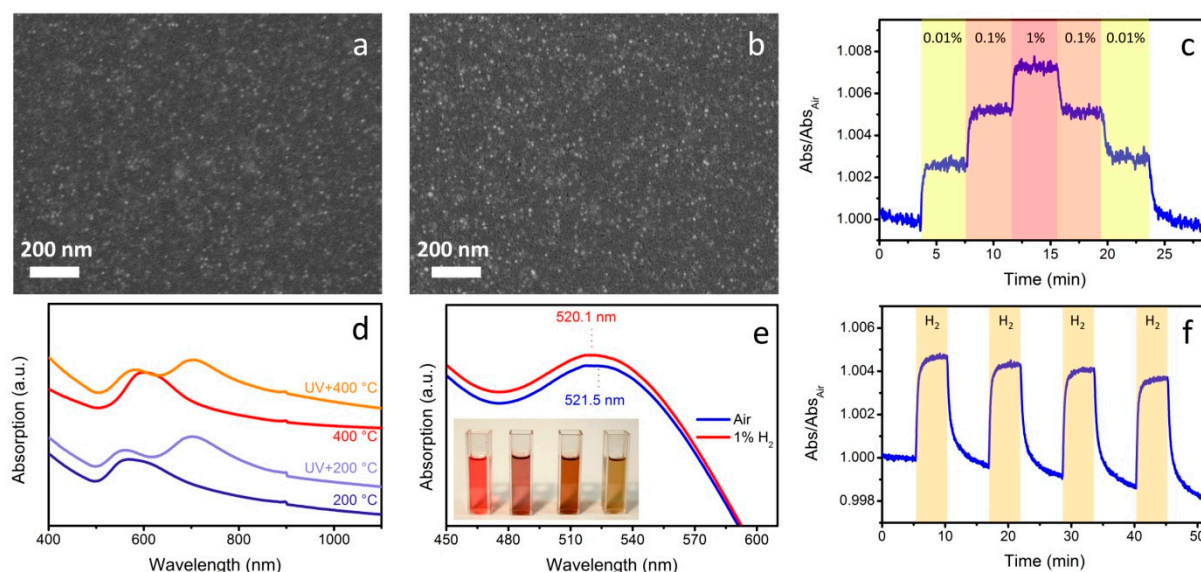 a
200 nm
b
200 nm
c
0.01%
0.1%
1%
0.1%
0.01%
Abs/AbsAir
1.008
1.006
1.004
1.002
1.000
0
5
10
15
20
25
Time (min)
d
Absorption (a.u.)
UV+400 °C
400 °C
UV+200 °C
200 °C
400
600
800
1000
Wavelength (nm)
e
Absorption (a.u.)
520.1 nm
521.5 nm
Air
1% H2
450
480
510
540
570
600
Wavelength (nm)
f
H2
H2
H2
H2
Abs/AbsAir
1.006
1.004
1.002
1.000
0.998
0
10
20
30
40
50
Time (min)